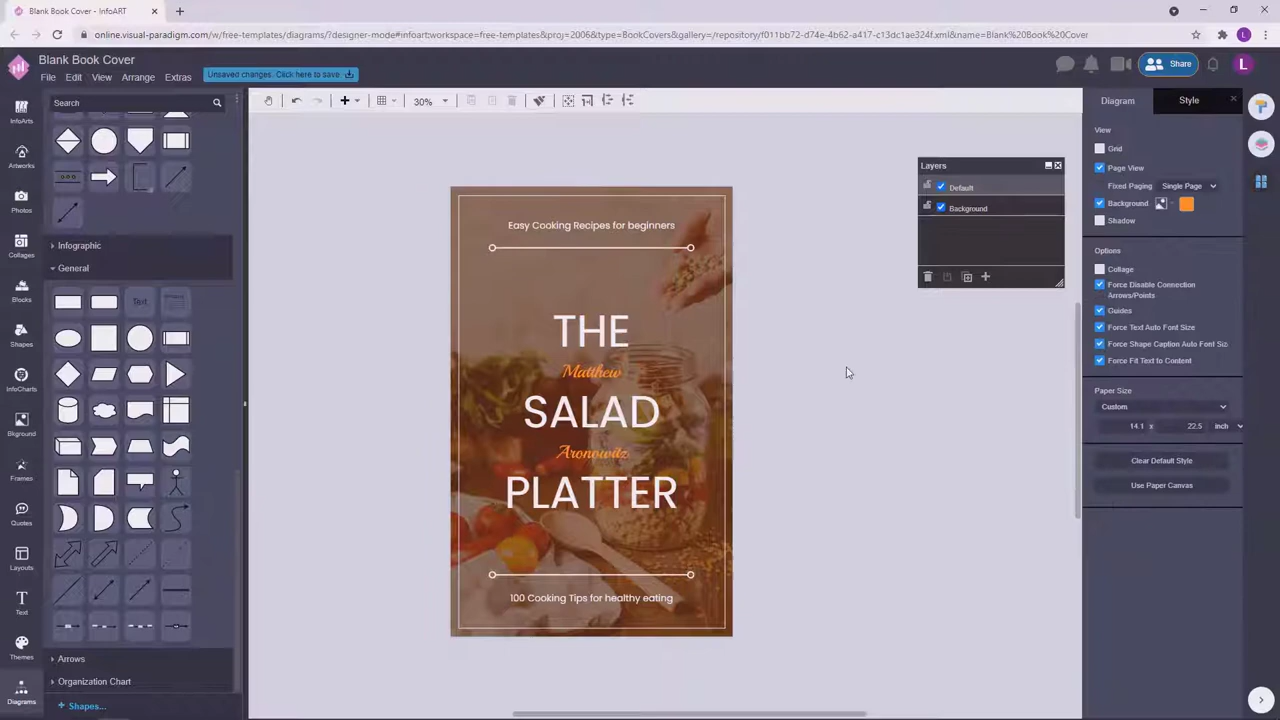 Blank Book Cover - InfoART
online.visual-paradigm.com/w/free-templates/diagrams/?designer-mode#infoart:workspace=free-templates&proj=2006&type=BookCovers&gallery=/repository/f011bb72-d74e-4b62-a417-c13dc1ae324f.xml&name=Blank%20Book%20Cover
Blank Book Cover
File Edit View Arrange Extras
Unsaved changes. Click here to save.
Share
L
L
Search
30%
Diagram
Style
InfoArts
Artworks
Photos
Collages
Blocks
Shapes
InfoCharts
Bkground
Frames
Quotes
Layouts
Text
Themes
Diagrams
Infographic
General
Text
Arrows
Organization Chart
+ Shapes...
Easy Cooking Recipes for beginners
THE
Matthew
SALAD
Aronowitz
PLATTER
100 Cooking Tips for healthy eating
Layers
Default
Background
View
Grid
Page View
Fixed Paging Single Page
Background
Shadow
Options
Collage
Force Disable Connection
Arrows/Points
Guides
Force Text Auto Font Size
Force Shape Caption Auto Font Siz
Force Fit Text to Content
Paper Size
Custom
14.1 x 22.5 inch
Clear Default Style
Use Paper Canvas